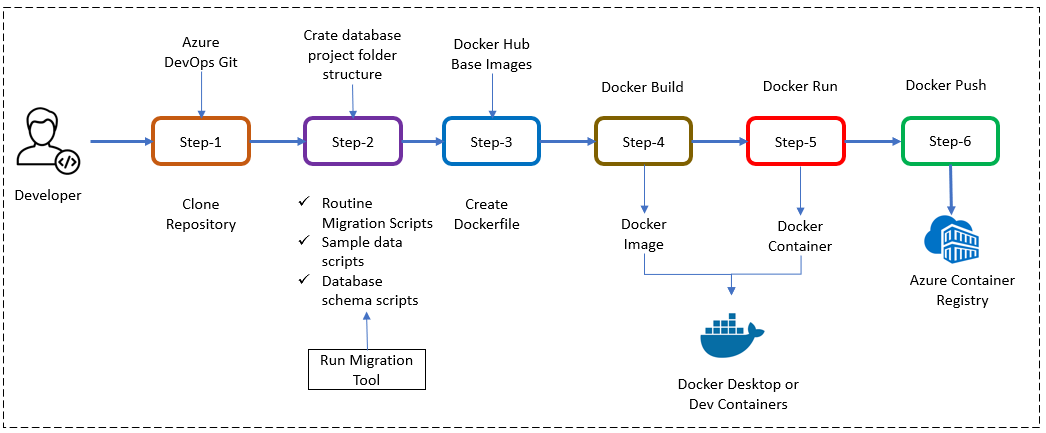 Azure
DevOps Git
Crate database
project folder
structure
Docker Hub
Base Images
Docker Build
Docker Run
Docker Push
Step-1
Step-2
Step-3
Step-4
Step-5
Step-6
Developer
Clone
Repository
Routine
Migration Scripts
Sample data
scripts
Database
schema scripts
Create
Dockerfile
Docker
Image
Docker
Container
Azure Container
Registry
Run Migration
Tool
Docker Desktop or
Dev Containers